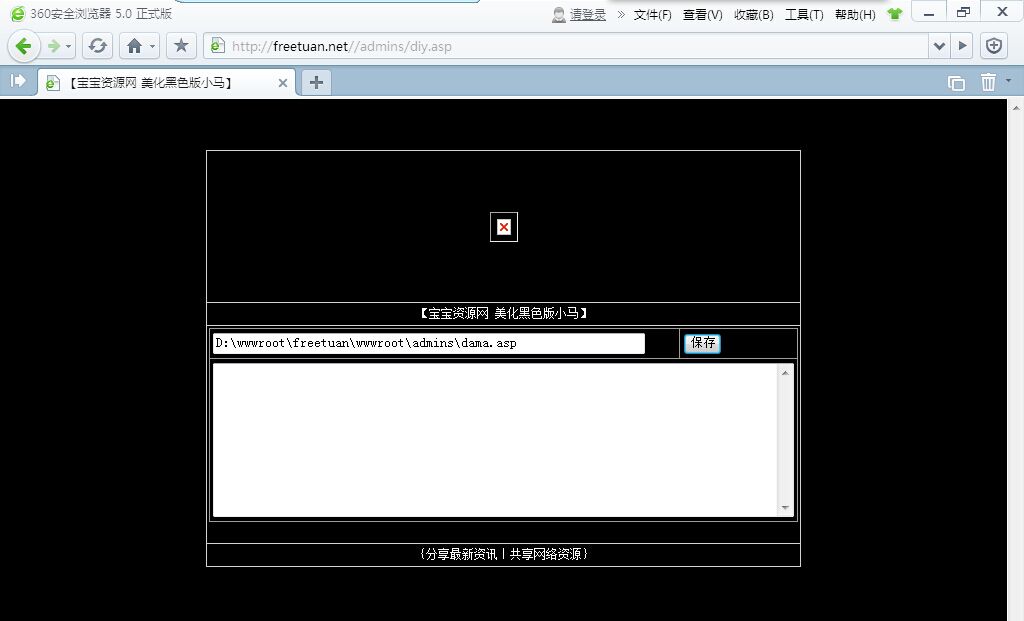 360安全浏览器 5.0 正式版
请登录 » 文件(F) 查看(V) 收藏(B) 工具(T) 帮助(H)
http://freetuan.net//admins/diy.asp
【宝宝资源网 美化黑色版小马】
【宝宝资源网 美化黑色版小马】
D:\wwwroot\freetuan\wwwroot\admins\dama.asp
保存
{分享最新资讯｜共享网络资源}